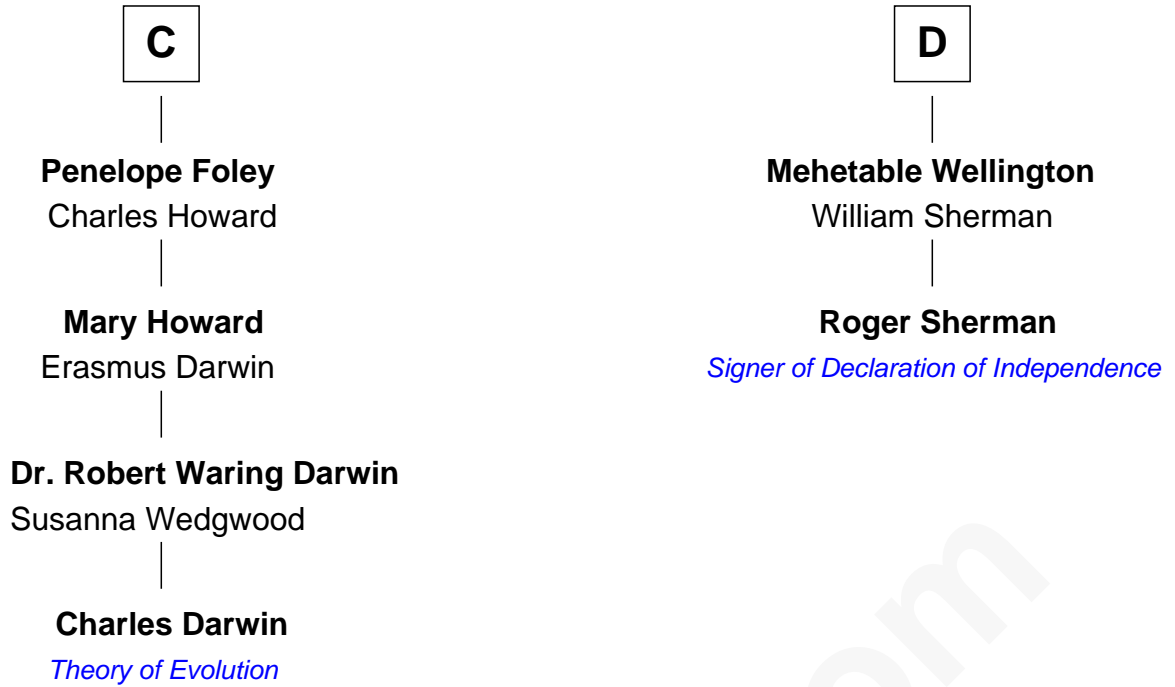 C
Penelope Foley
Charles Howard
Mary Howard
Erasmus Darwin
Dr. Robert Waring Darwin
Susanna Wedgwood
Charles Darwin
Theory of Evolution
D
Mehetable Wellington
William Sherman
Roger Sherman
Signer of Declaration of Independence
om